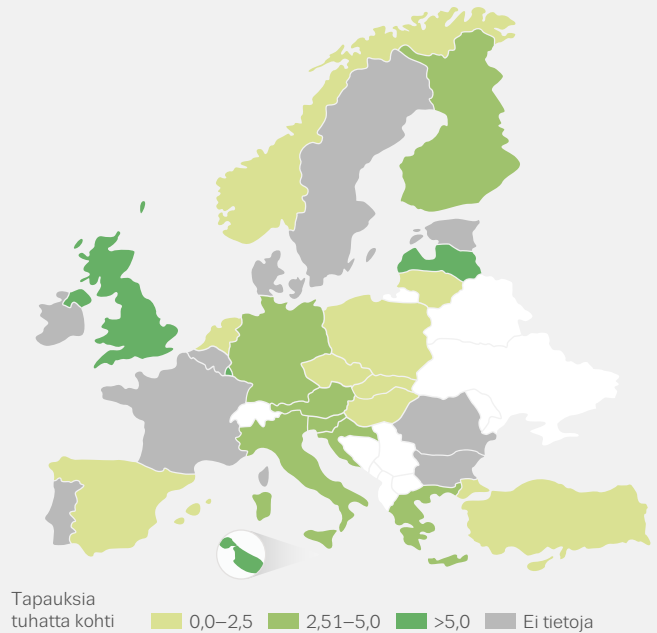 Tapauksia
tuhatta kohti
0,0–2,5
2,51–5,0
>5,0
Ei tietoja